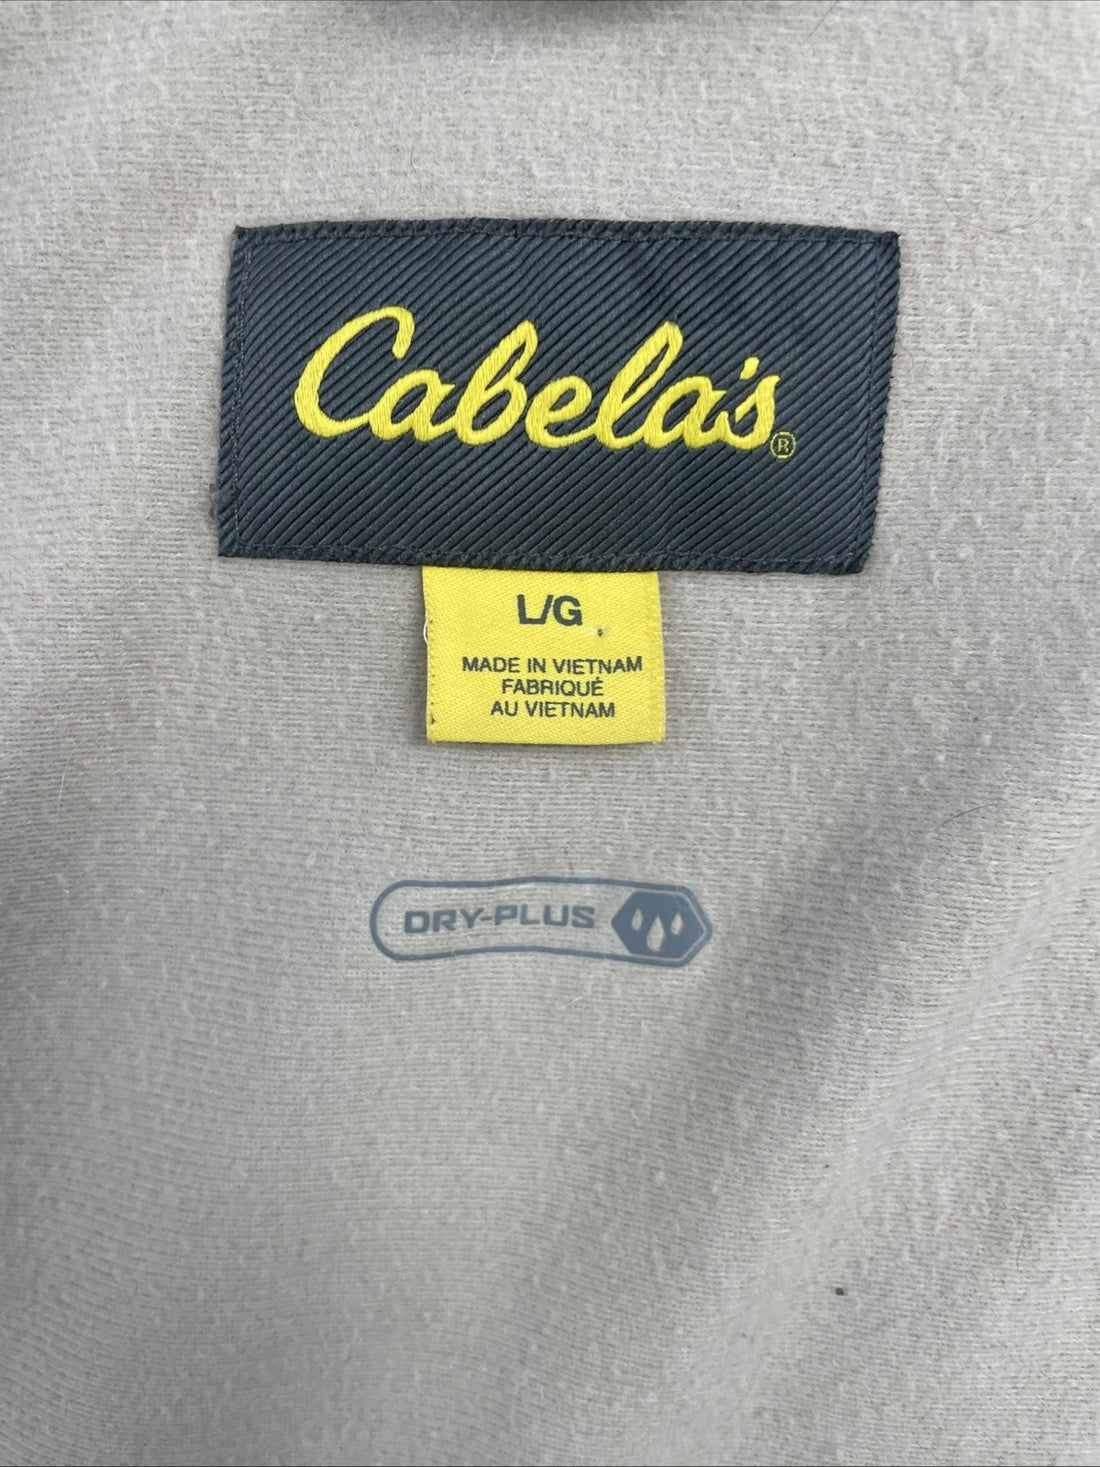 Cabela's®
L/G
MADE IN VIETNAM
FABRIQUÉ
AU VIETNAM
DRY-PLUS